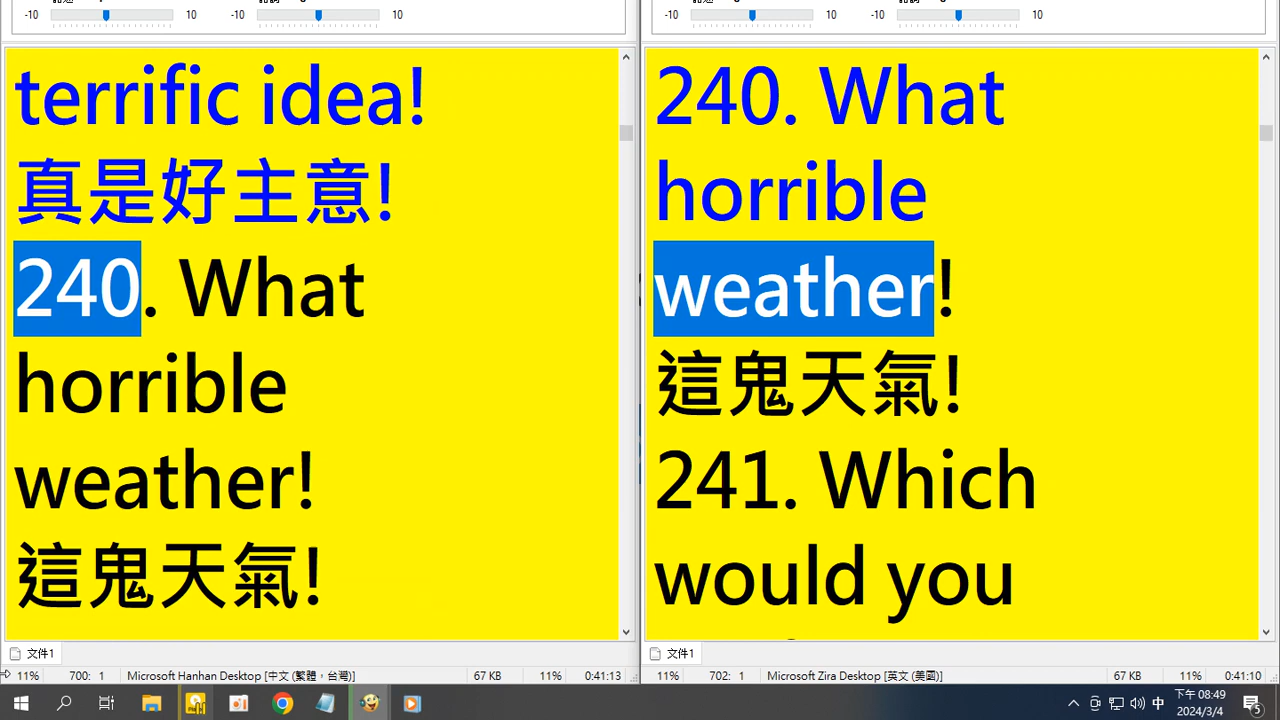 -10 10 -10 10
terrific idea!
真是好主意!
240. What
horrible
weather!
這鬼天氣!
文件1
11% 700: 1 Microsoft Hanhan Desktop [中文 (繁體，台灣)] 67 KB 11% 0:41:13
-10 10 -10 10
240. What
horrible
weather!
這鬼天氣!
241. Which
would you
文件1
11% 702: 1 Microsoft Zira Desktop [英文 (美國)] 67 KB 11% 0:41:10
中 下午 08:49
2024/3/4
5